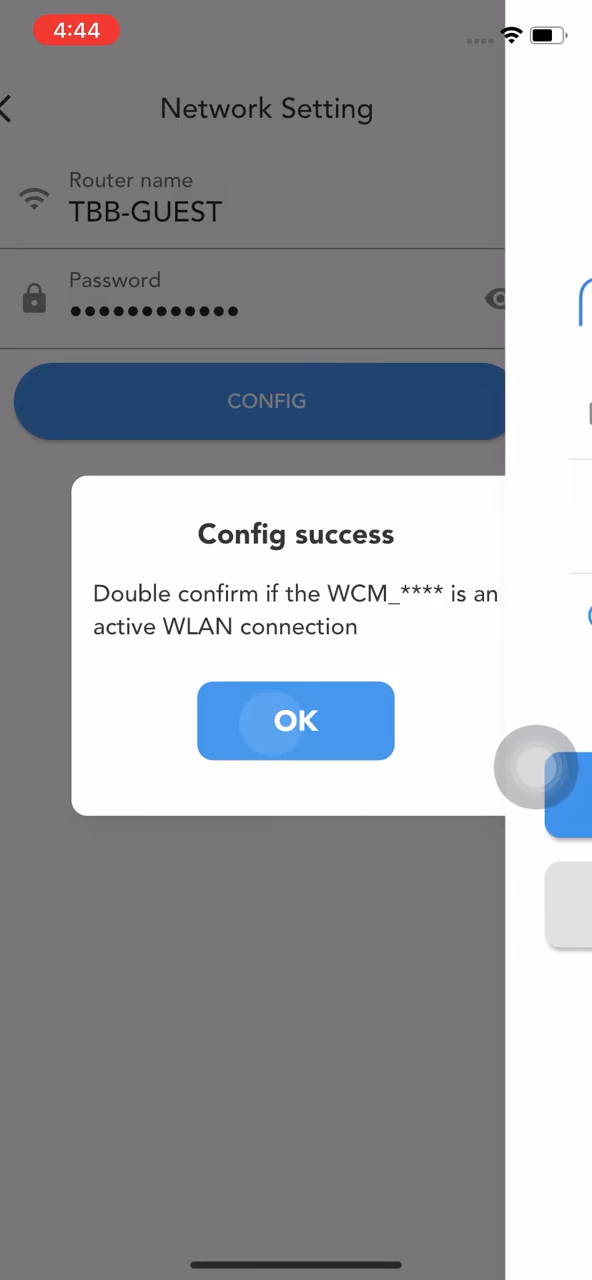 4:44
Network Setting
Router name
TBB-GUEST
Password
••••••••••••
CONFIG
Config success
Double confirm if the WCM_**** is an
active WLAN connection
OK